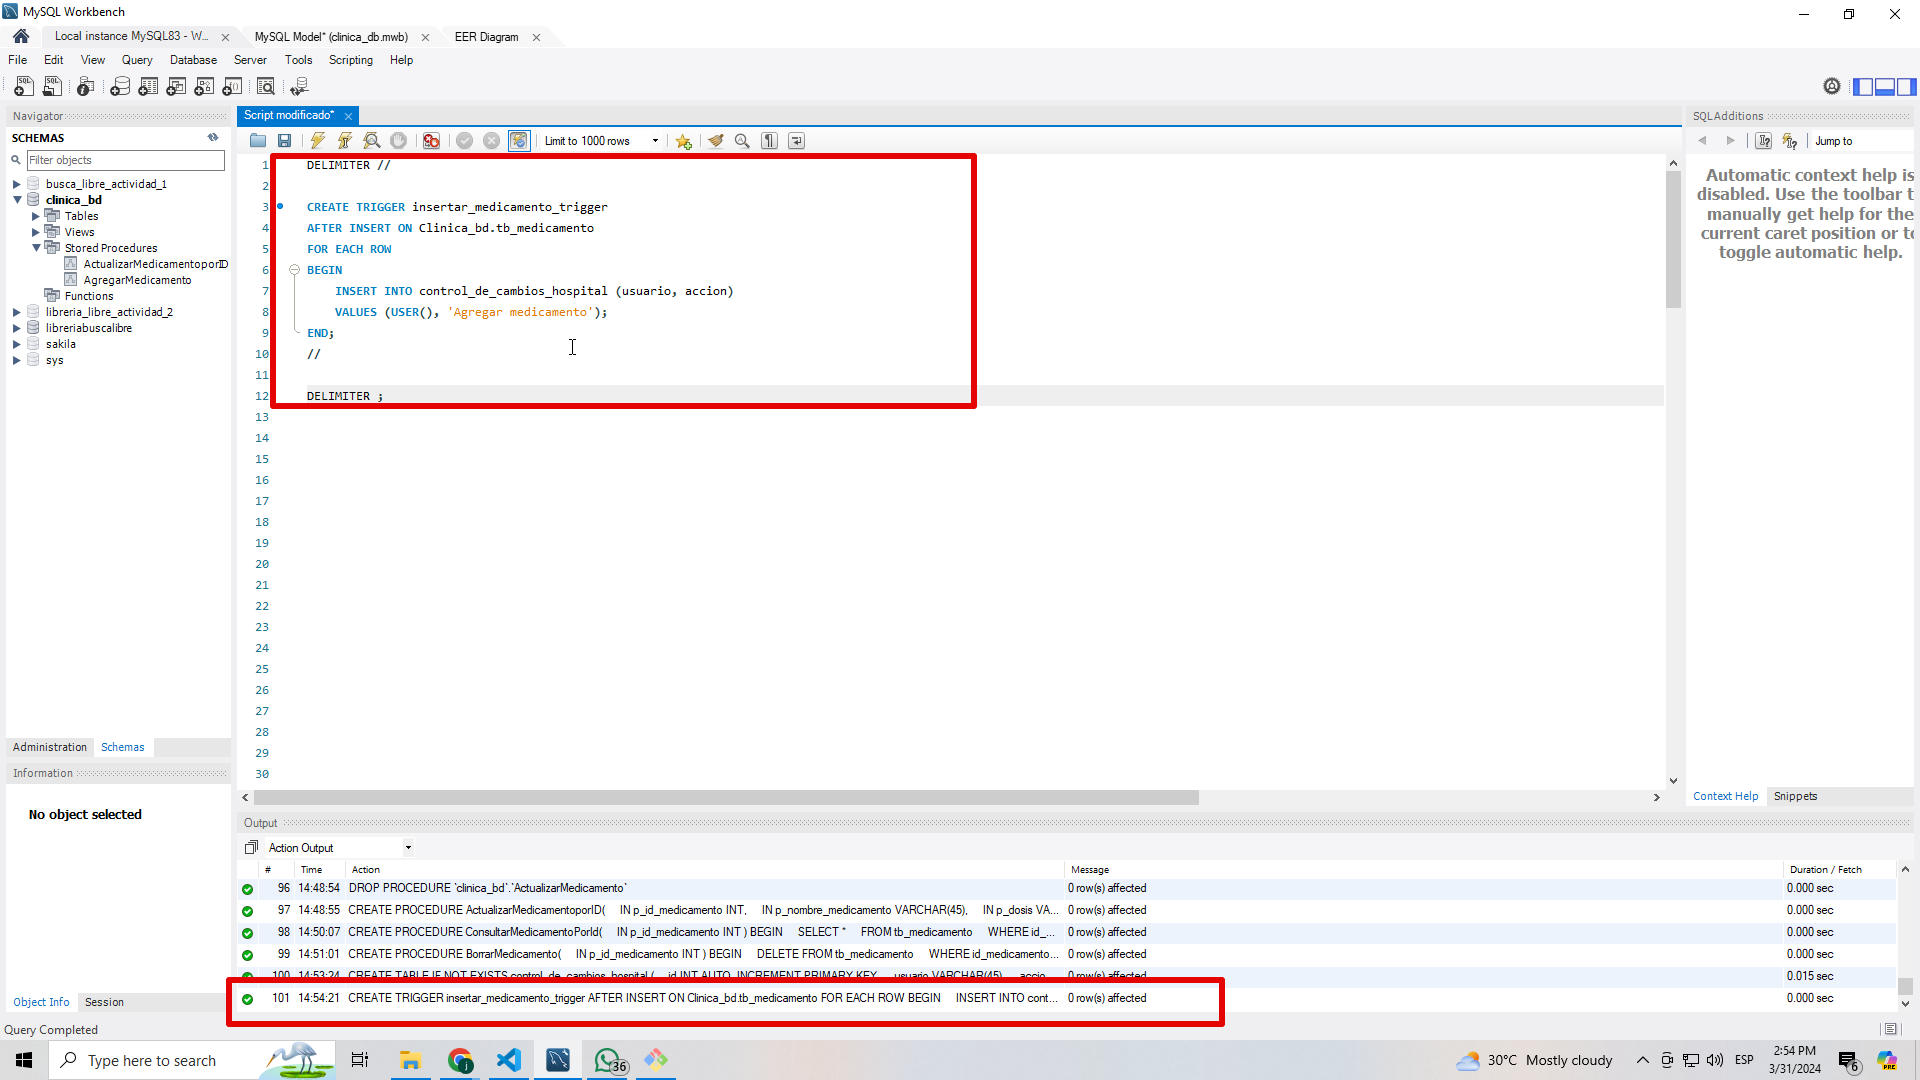 MySQL Workbench
Local instance MySQL83 - W...
MySQL Model* (clinica_db.mwb)
EER Diagram
File Edit View Query Database Server Tools Scripting Help
Navigator
SCHEMAS
Filter objects
busca_libre_actividad_1
clinica_bd
Tables
Views
Stored Procedures
ActualizarMedicamentoporID
AgregarMedicamento
Functions
libreria_libre_actividad_2
libreriabuscalibre
sakila
sys
Administration Schemas
Information
No object selected
Object Info Session
Query Completed
Script modificado*
Limit to 1000 rows
1 DELIMITER //
2
3 CREATE TRIGGER insertar_medicamento_trigger
4 AFTER INSERT ON Clinica_bd.tb_medicamento
5 FOR EACH ROW
6 BEGIN
7 INSERT INTO control_de_cambios_hospital (usuario, accion)
8 VALUES (USER(), 'Agregar medicamento');
9 END;
10 //
11
12 DELIMITER ;
13
14
15
16
17
18
19
20
21
22
23
24
25
26
27
28
29
30
SQLAdditions
Jump to
Automatic context help is
disabled. Use the toolbar t
manually get help for the
current caret position or to
toggle automatic help.
Context Help Snippets
Output
Action Output
# Time Action Message Duration / Fetch
96 14:48:54 DROP PROCEDURE `clinica_bd`.`ActualizarMedicamento` 0 row(s) affected 0.000 sec
97 14:48:55 CREATE PROCEDURE ActualizarMedicamentoporID( IN p_id_medicamento INT, IN p_nombre_medicamento VARCHAR(45), IN p_dosis VA... 0 row(s) affected 0.000 sec
98 14:50:07 CREATE PROCEDURE ConsultarMedicamentoPorId( IN p_id_medicamento INT ) BEGIN SELECT * FROM tb_medicamento WHERE id_... 0 row(s) affected 0.000 sec
99 14:51:01 CREATE PROCEDURE BorrarMedicamento( IN p_id_medicamento INT ) BEGIN DELETE FROM tb_medicamento WHERE id_medicamento... 0 row(s) affected 0.000 sec
100 14:53:24 CREATE TABLE IF NOT EXISTS control_de_cambios_hospital ( id INT AUTO_INCREMENT PRIMARY KEY, usuario VARCHAR(45), accio... 0 row(s) affected 0.015 sec
101 14:54:21 CREATE TRIGGER insertar_medicamento_trigger AFTER INSERT ON Clinica_bd.tb_medicamento FOR EACH ROW BEGIN INSERT INTO cont... 0 row(s) affected 0.000 sec
Type here to search
36
30°C Mostly cloudy
ESP
2:54 PM
3/31/2024
6
PRE